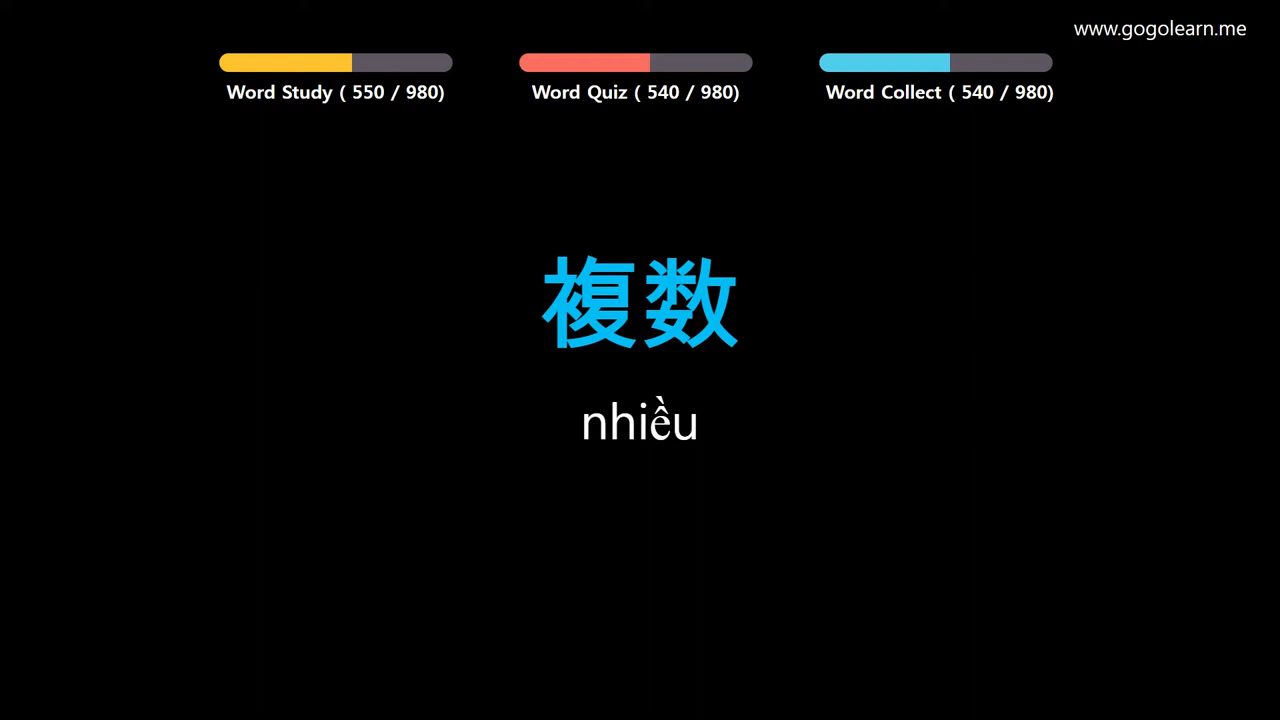 www.gogolearn.me
Word Study ( 550 / 980)
Word Quiz ( 540 / 980)
Word Collect ( 540 / 980)
複数
nhiều